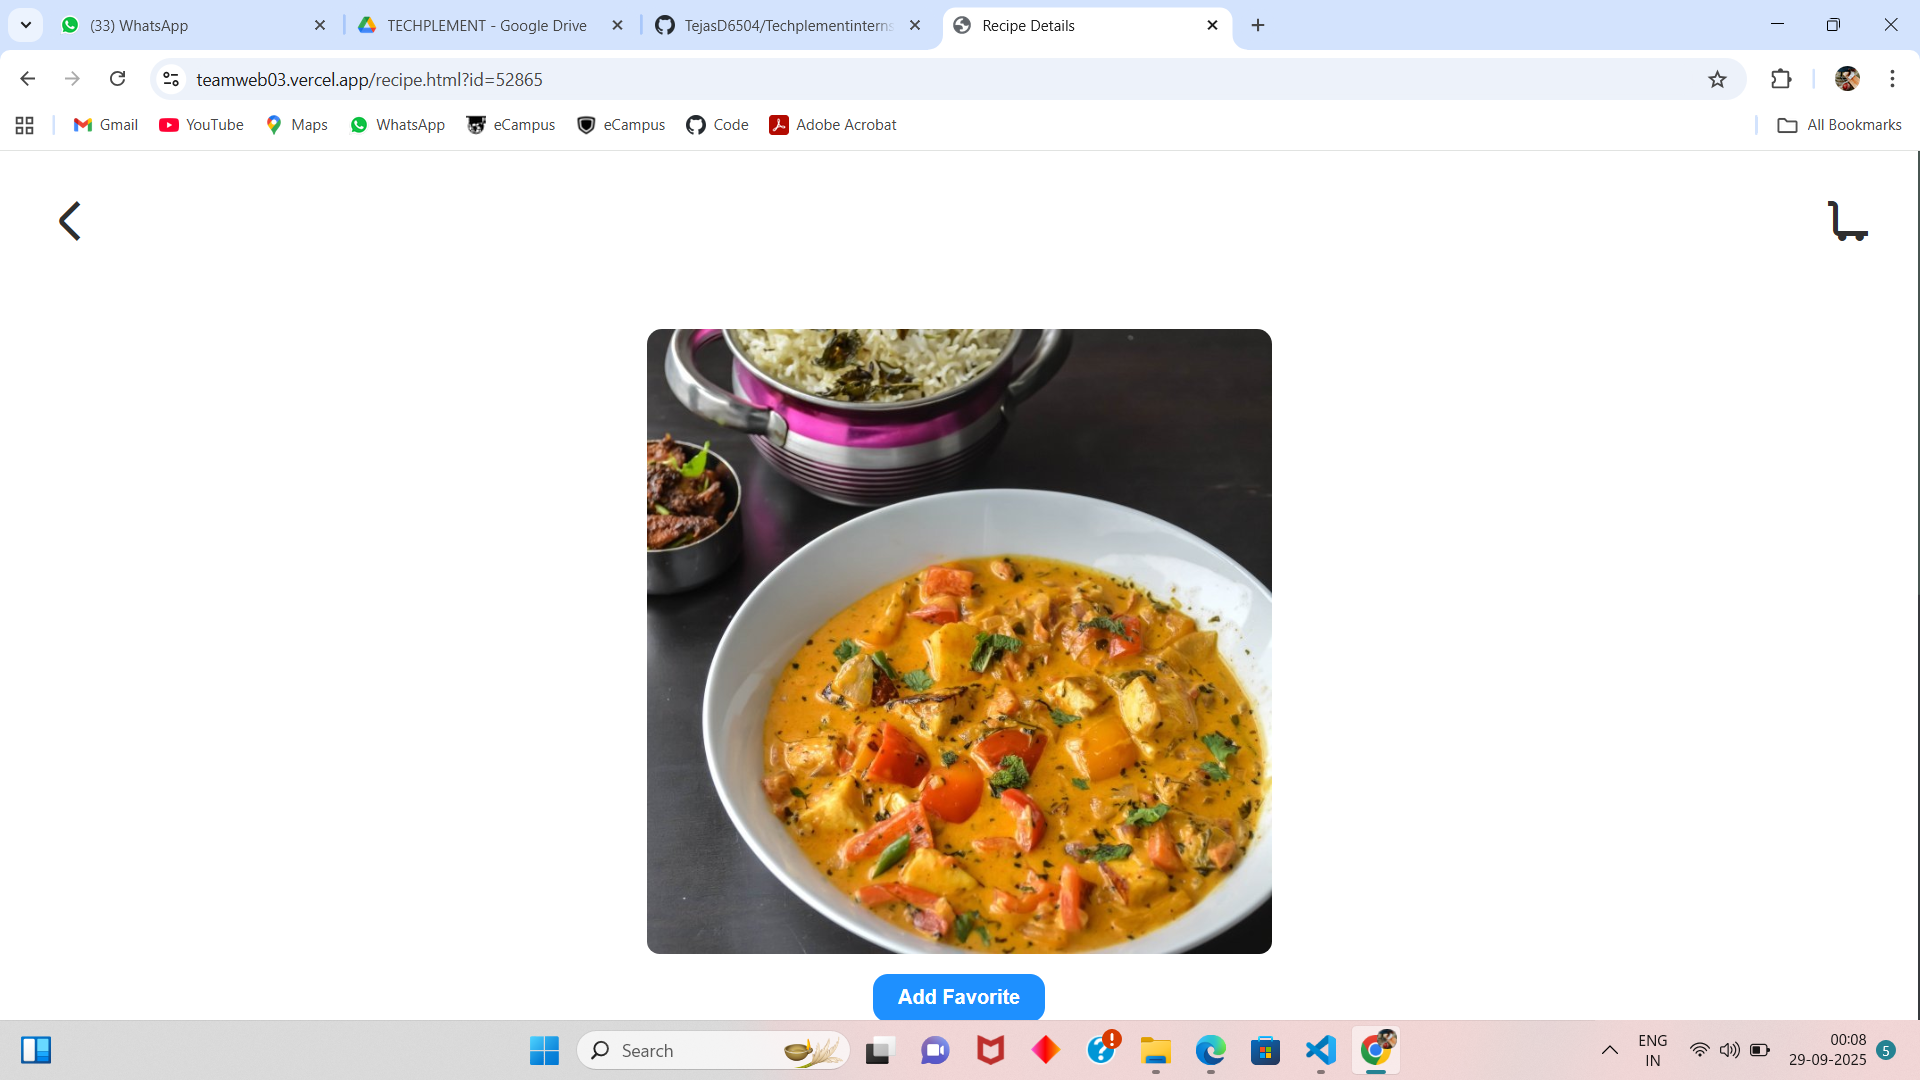 (33) WhatsApp
TECHPLEMENT - Google Drive
TejasD6504/Techplementinterns
Recipe Details
teamweb03.vercel.app/recipe.html?id=52865
Gmail
YouTube
Maps
WhatsApp
eCampus
eCampus
Code
Adobe Acrobat
All Bookmarks
Add Favorite
Search
ENG
IN
00:08
29-09-2025
5